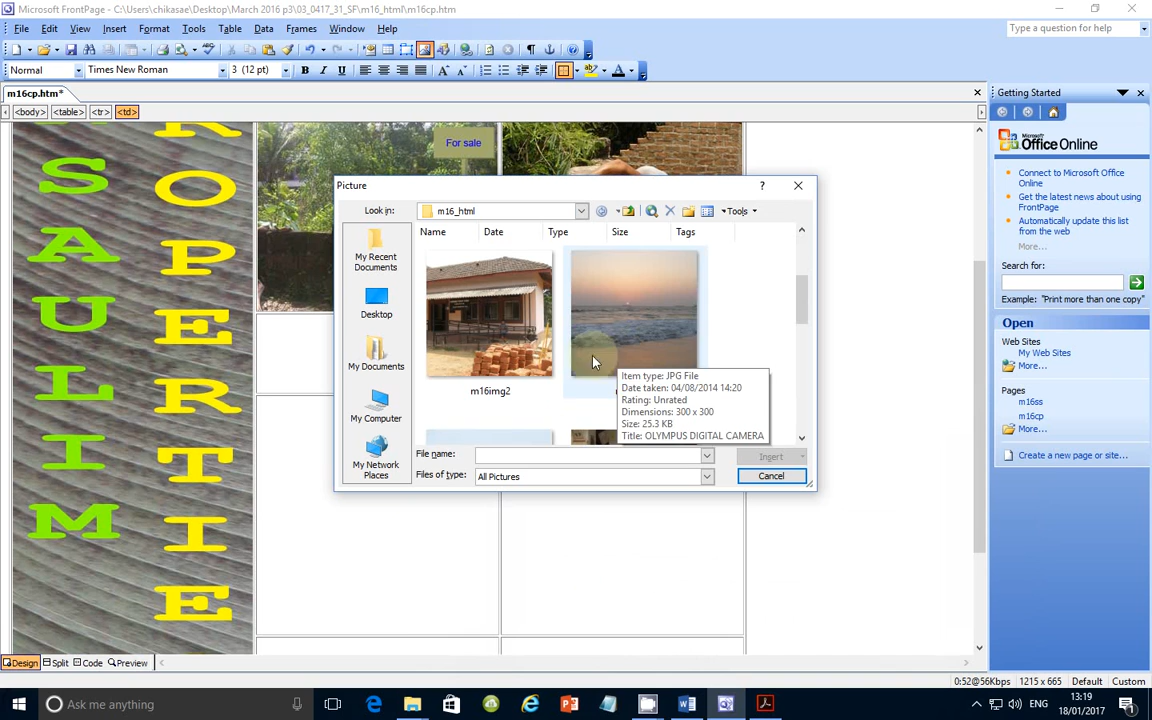 Microsoft FrontPage - C:\Users\chikasae\Desktop\March 2016 p3\03_0417_31_SF\m16_html\m16cp.htm
File Edit View Insert Format Tools Table Data Frames Window Help
Type a question for help
Normal Times New Roman 3 (12 pt) B I U
m16cp.htm*
<body> <table> <tr> <td>
Getting Started
Office Online
Microsoft
Connect to Microsoft Office Online
Get the latest news about using FrontPage
Automatically update this list from the web
More...
Search for:
Example: "Print more than one copy"
Open
Web Sites
My Web Sites
More...
Pages
m16ss
m16cp
More...
Create a new page or site...
S
A
U
L
I
M
R
O
P
E
R
T
I
E
For sale
Picture
Look in: m16_html Tools
Name Date Type Size Tags
My Recent Documents
Desktop
My Documents
My Computer
My Network Places
m16img2
Item type: JPG File
Date taken: 04/08/2014 14:20
Rating: Unrated
Dimensions: 300 x 300
Size: 25.3 KB
Title: OLYMPUS DIGITAL CAMERA
File name: Insert
Files of type: All Pictures Cancel
Design Split Code Preview
0:52@56Kbps 1215 x 665 Default Custom
Ask me anything
ENG
13:19
18/01/2017